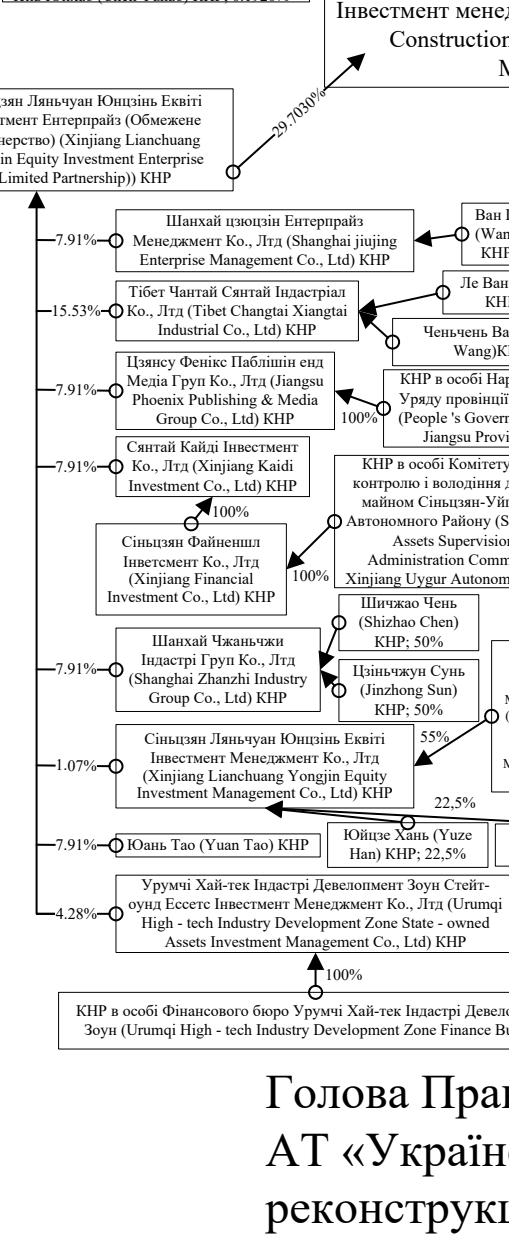 Інвестмент
Construction
зян Ляньчуан Юнцзінь Еквіті
тмент Ентерпрайз (Обмежене
нерство) (Xinjiang Lianchuang
in Equity Investment Enterprise
Limited Partnership)) КНР
29.7030%
Шанхай цзюцзін Ентерпрайз
Менеджмент Ко., Лтд (Shanghai jiujing
Enterprise Management Co., Ltd) КНР
7.91%
Ван
(Wan
КНР
Тібет Чантай Сянтай Індастріал
Ко., Лтд (Tibet Changtai Xiangtai
Industrial Co., Ltd) КНР
15.53%
Ле Ван
КНР
Ченьчень Ва
Wang)КН
Цзянсу Фенікс Паблішін енд
Медіа Груп Ко., Лтд (Jiangsu
Phoenix Publishing & Media
Group Co., Ltd) КНР
7.91%
100%
КНР в особі Нар
Уряду провінції
(People 's Govern
Jiangsu Provi
Сянтай Кайді Інвестмент
Ко., Лтд (Xinjiang Kaidi
Investment Co., Ltd) КНР
7.91%
100%
КНР в особі Комітету
контролю і володіння д
майном Сіньцзян-Уйг
Автономного Району (S
Assets Supervision
Administration Comm
Xinjiang Uygur Autonom
Сіньцзян Файненшл
Інветсмент Ко., Лтд
(Xinjiang Financial
Investment Co., Ltd) КНР
100%
Шичжао Чень
(Shizhao Chen)
КНР; 50%
Шанхай Чжаньчжи
Індастрі Груп Ко., Лтд
(Shanghai Zhanzhi Industry
Group Co., Ltd) КНР
7.91%
Цзіньчжун Сунь
(Jinzhong Sun)
КНР; 50%
Сіньцзян Ляньчуан Юнцзінь Еквіті
Інвестмент Менеджмент Ко., Лтд
(Xinjiang Lianchuang Yongjin Equity
Investment Management Co., Ltd) КНР
1.07%
55%
22,5%
Юйцзе Хань (Yuze
Han) КНР; 22,5%
7.91%
Юань Тао (Yuan Tao) КНР
Урумчі Хай-тек Індастрі Девелопмент Зоун Стейт-
оунд Ессетс Інвестмент Менеджмент Ко., Лтд (Urumqi
High - tech Industry Development Zone State - owned
Assets Investment Management Co., Ltd) КНР
4.28%
100%
КНР в особі Фінансового бюро Урумчі Хай-тек Індастрі Девело
Зоун (Urumqi High - tech Industry Development Zone Finance Bu
Голова Прав
АТ «Україн
реконструкц